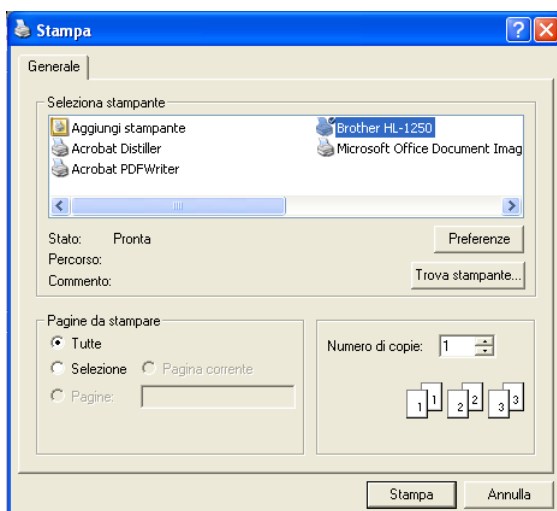 Stampa
Generale
Seleziona stampante
Aggiungi stampante
Brother HL-1250
Acrobat Distiller
Microsoft Office Document Imag
Acrobat PDFWriter
Stato: Pronta
Preferenze
Percorso:
Trova stampante...
Commento:
Pagine da stampare
Tutte
Numero di copie: 1
Selezione Pagina corrente
Pagine:
1 1 2 2 3 3
Stampa Annulla